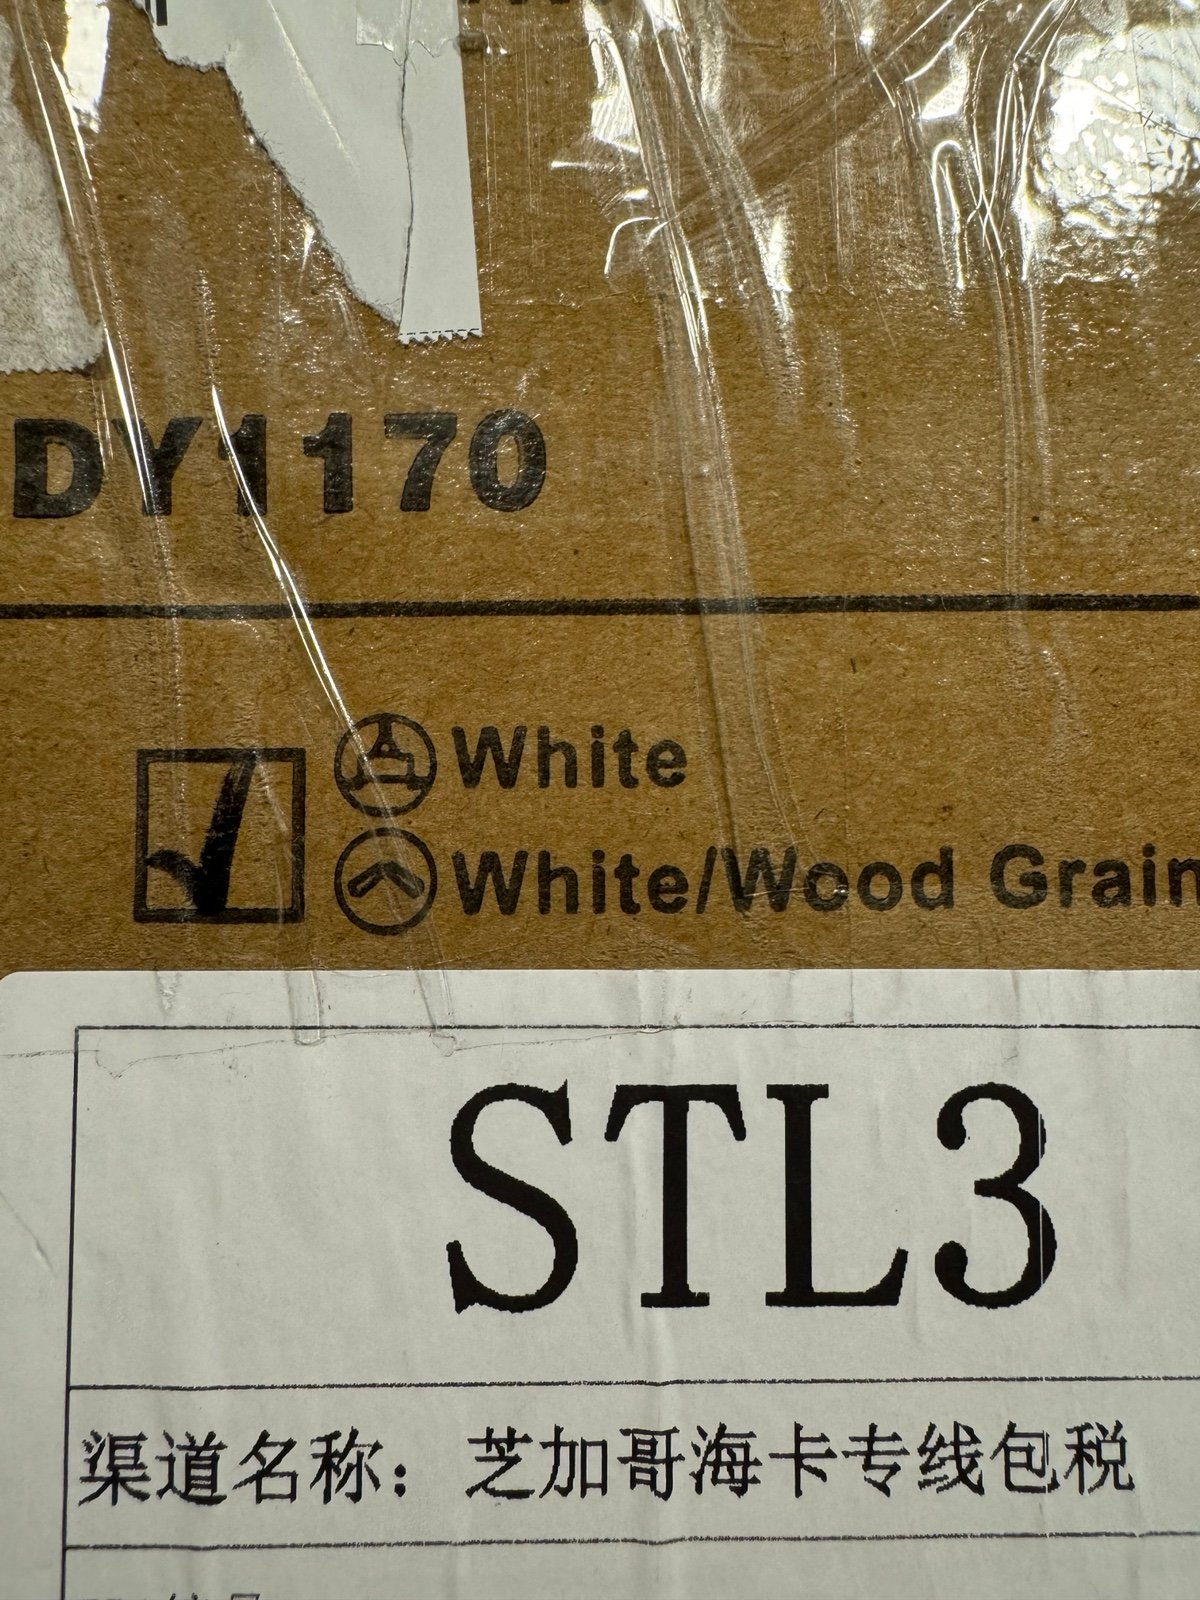 DY1170
White
White/Wood Grain
STL3
渠道名称：芝加哥海卡专线包税